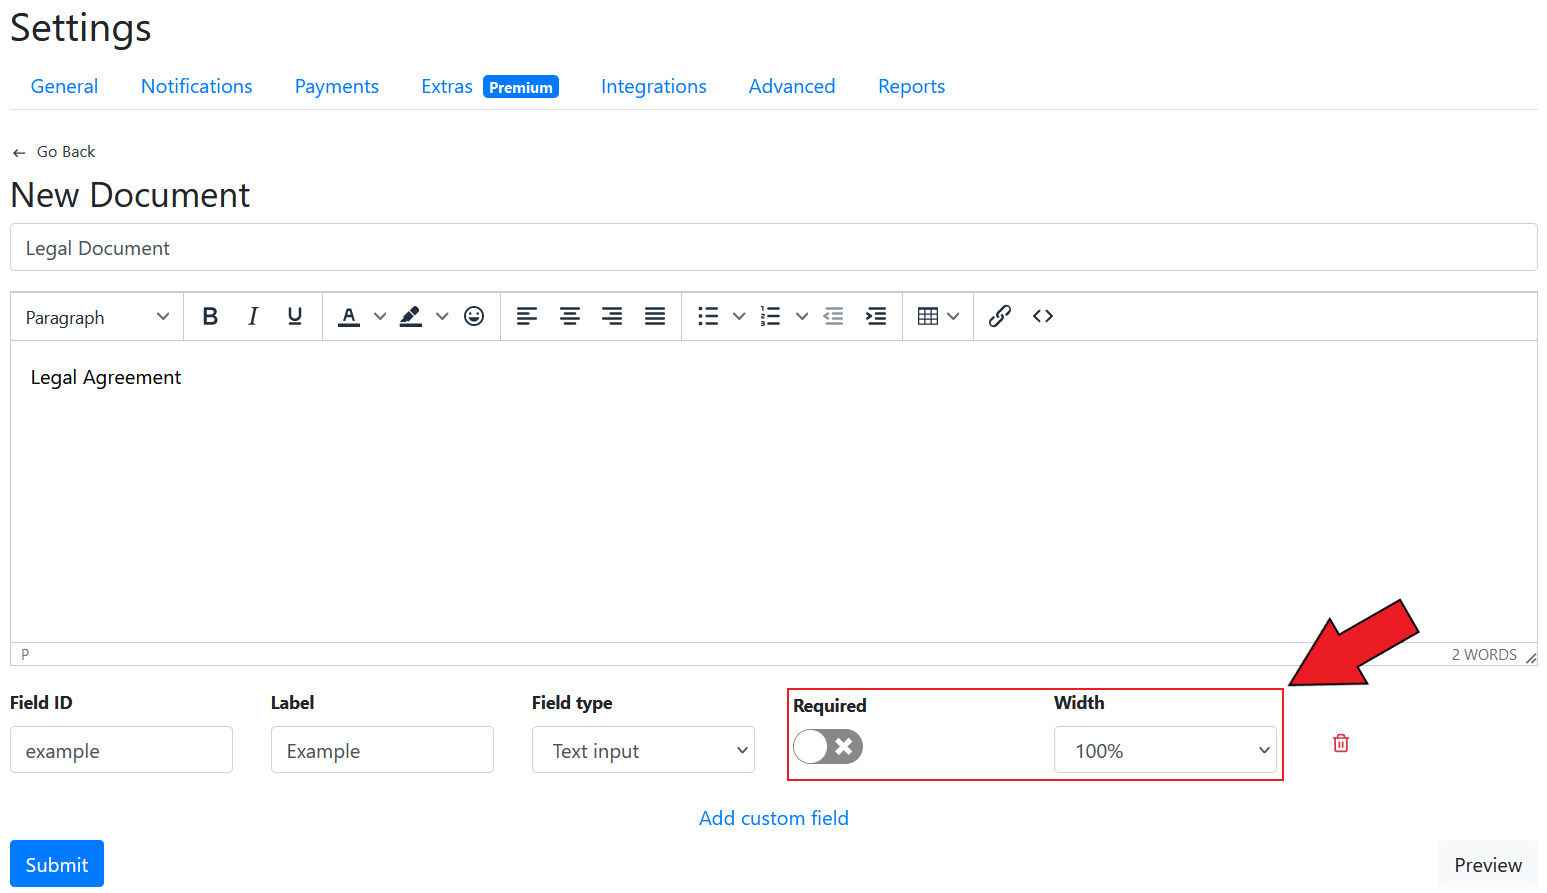 Settings
General Notifications Payments Extras Premium Integrations Advanced Reports
← Go Back
New Document
Legal Document
Paragraph B I U A
Legal Agreement
P 2 WORDS
Field ID Label Field type Required Width
example Example Text input 100%
Add custom field
Submit Preview